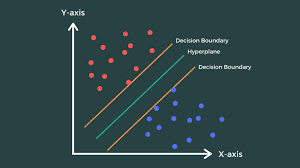 Y-axis
Decision Boundary
Hyperplane
Decision Boundary
X-axis